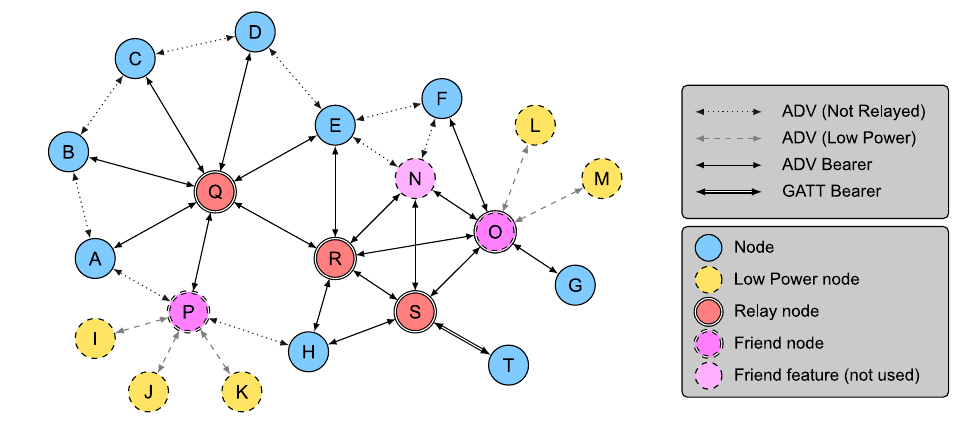 D
C
F
E
L
B
N
M
Q
O
A
R
G
P
S
I
H
T
J
K
ADV (Not Relayed)
ADV (Low Power)
ADV Bearer
GATT Bearer
Node
Low Power node
Relay node
Friend node
Friend feature (not used)